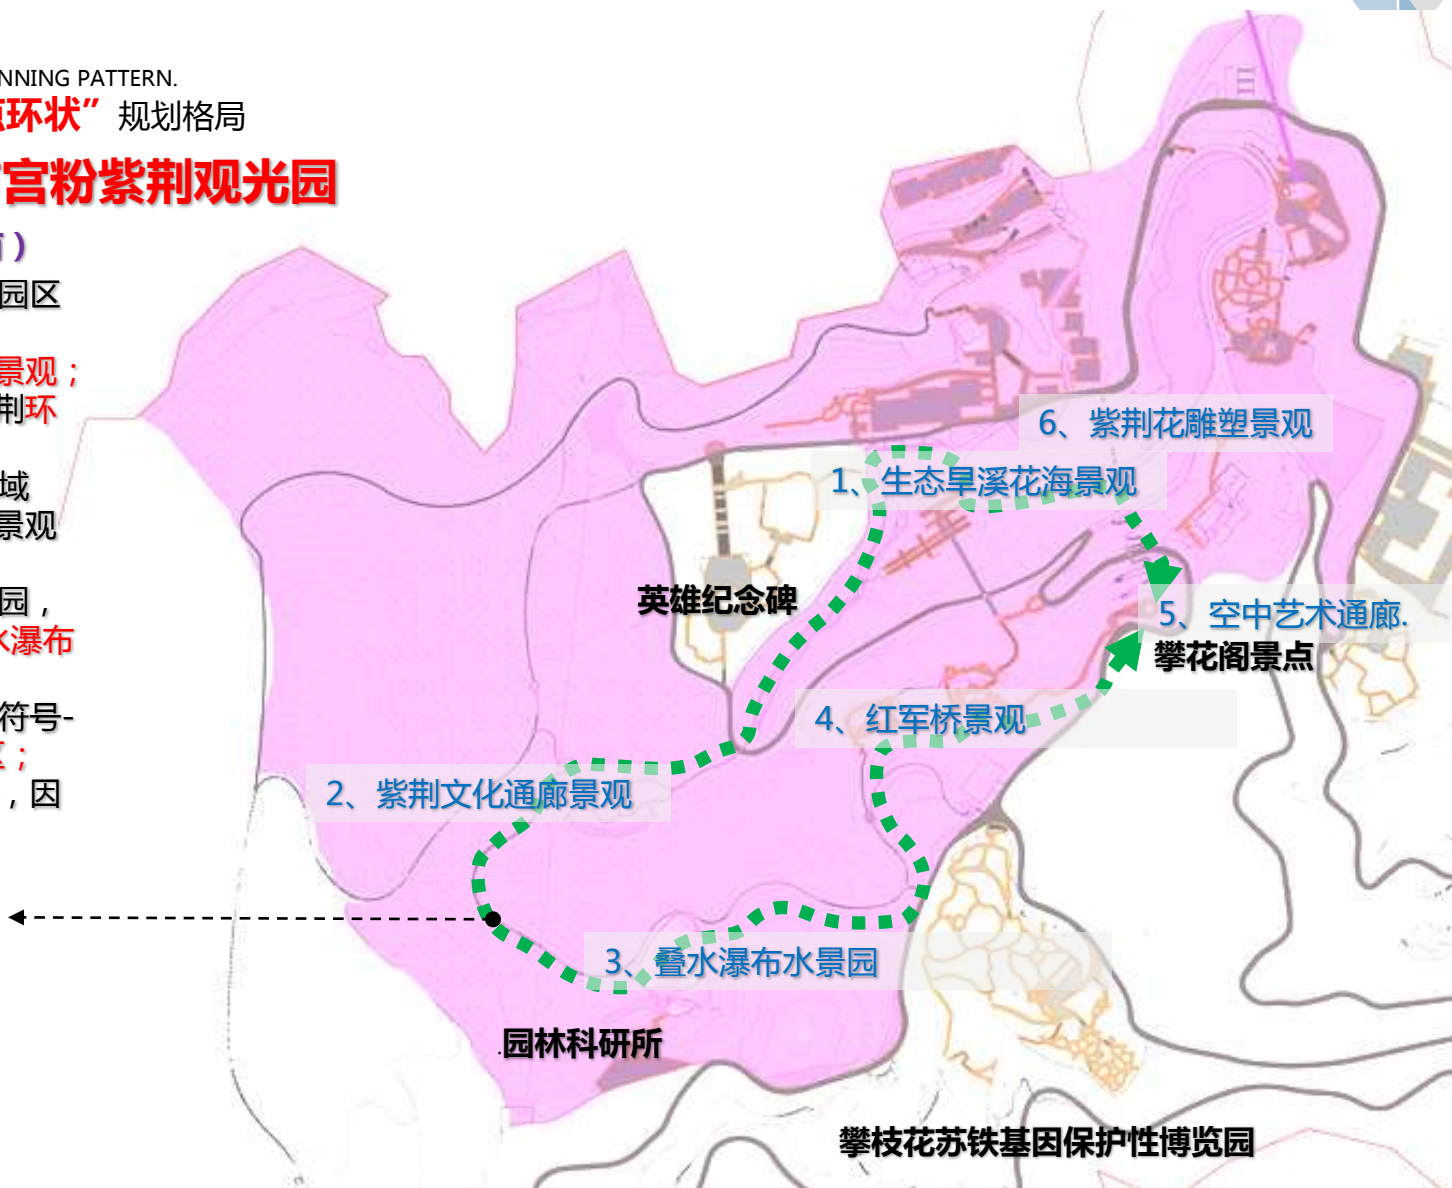 NNING PATTERN.
环状”规划格局
宫粉紫荆观光园
）
园区
景观；
荆环
域
景观
园，
水瀑布
符号-
；
，因
6、紫荆花雕塑景观
1、生态旱溪花海景观
英雄纪念碑
5、空中艺术通廊.
攀花阁景点
4、红军桥景观
2、紫荆文化通廊景观
3、叠水瀑布水景园
.园林科研所
攀枝花苏铁基因保护性博览园